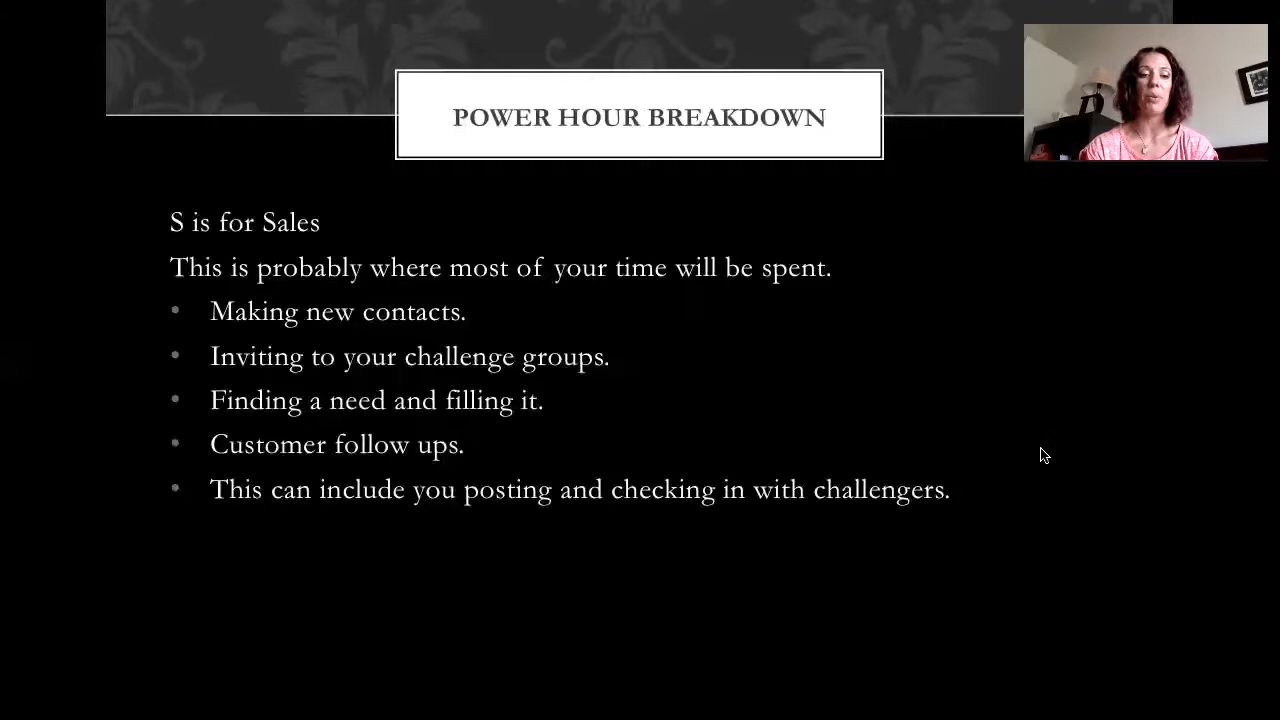 POWER HOUR BREAKDOWN
S is for Sales
This is probably where most of your time will be spent.
• Making new contacts.
• Inviting to your challenge groups.
• Finding a need and filling it.
• Customer follow ups.
• This can include you posting and checking in with challengers.